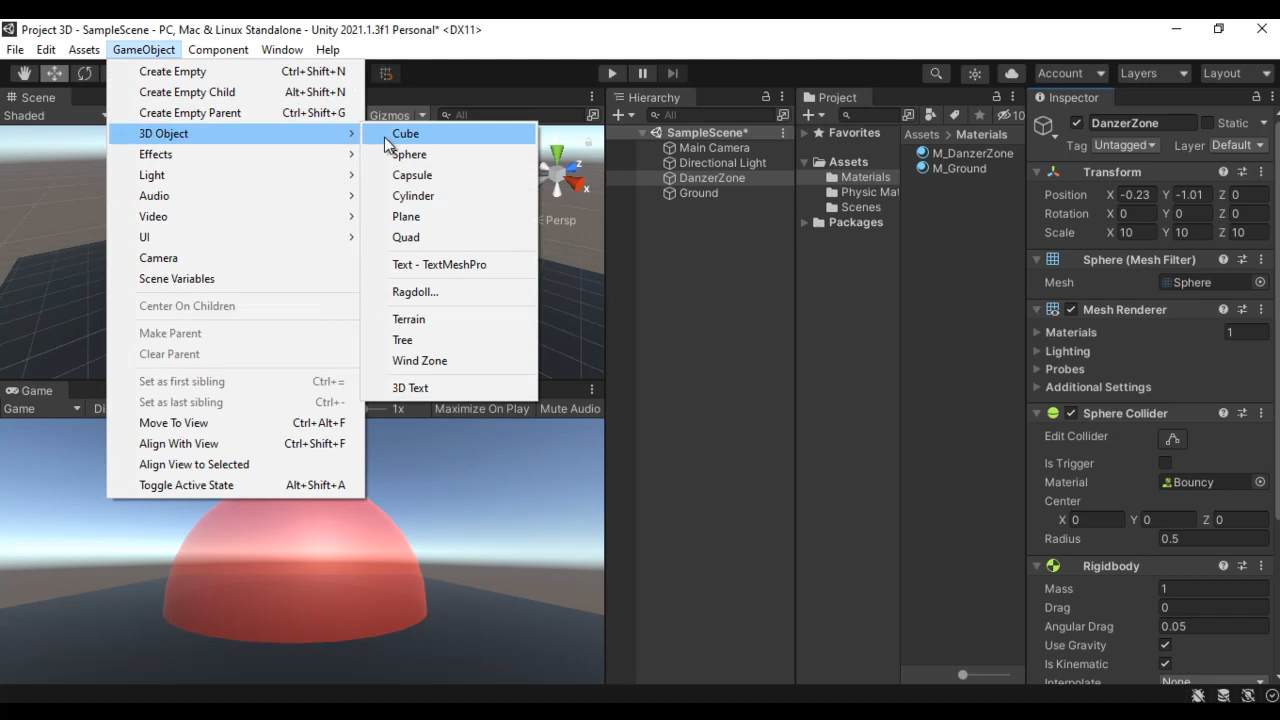 Project 3D - SampleScene - PC, Mac & Linux Standalone - Unity 2021.1.3f1 Personal* <DX11>
File Edit Assets GameObject Component Window Help
Account Layers Layout
Scene
Shaded
Gizmos All
Create Empty Ctrl+Shift+N
Create Empty Child Alt+Shift+N
Create Empty Parent Ctrl+Shift+G
3D Object
Effects
Light
Audio
Video
UI
Camera
Scene Variables
Center On Children
Make Parent
Clear Parent
Set as first sibling Ctrl+=
Set as last sibling Ctrl+-
Move To View Ctrl+Alt+F
Align With View Ctrl+Shift+F
Align View to Selected
Toggle Active State Alt+Shift+A
Cube
Sphere
Capsule
Cylinder
Plane
Quad
Text - TextMeshPro
Ragdoll...
Terrain
Tree
Wind Zone
3D Text
z
x
Persp
Game
Game 1x Maximize On Play Mute Audio
Hierarchy
All
SampleScene*
Main Camera
Directional Light
DanzerZone
Ground
Project
10
Favorites
Assets
Materials
Physic Mat
Scenes
Packages
Assets > Materials
M_DanzerZone
M_Ground
Inspector
DanzerZone Static
Tag Untagged Layer Default
Transform
Position X -0.23 Y -1.01 Z 0
Rotation X 0 Y 0 Z 0
Scale X 10 Y 10 Z 10
Sphere (Mesh Filter)
Mesh Sphere
Mesh Renderer
Materials 1
Lighting
Probes
Additional Settings
Sphere Collider
Edit Collider
Is Trigger
Material Bouncy
Center
X 0 Y 0 Z 0
Radius 0.5
Rigidbody
Mass 1
Drag 0
Angular Drag 0.05
Use Gravity
Is Kinematic
Interpolate None